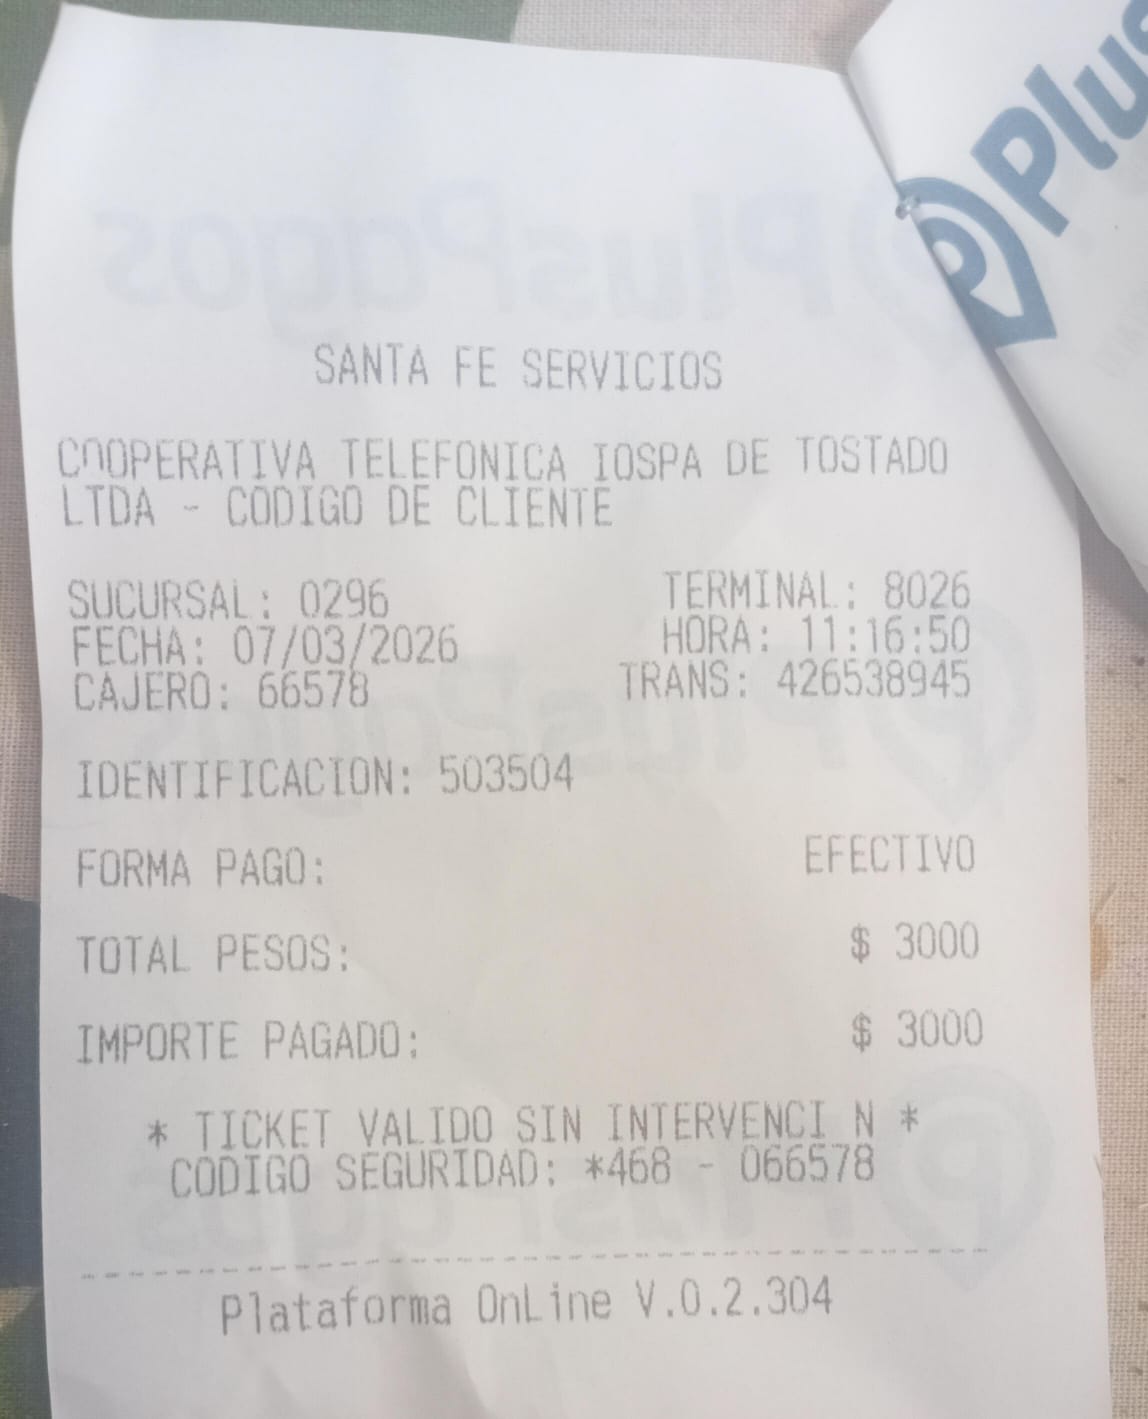 Plus
SANTA FE SERVICIOS
COOPERATIVA TELEFONICA IOSPA DE TOSTADO
LTDA - CODIGO DE CLIENTE
SUCURSAL: 0296 TERMINAL: 8026
FECHA: 07/03/2026 HORA: 11:16:50
CAJERO: 66578 TRANS: 426538945
IDENTIFICACION: 503504
FORMA PAGO: EFECTIVO
TOTAL PESOS: $ 3000
IMPORTE PAGADO: $ 3000
* TICKET VALIDO SIN INTERVENCI N *
CODIGO SEGURIDAD: *468 - 066578
Plataforma OnLine V.0.2.304